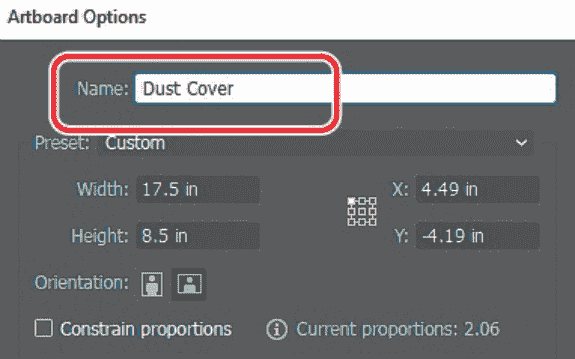 Artboard Options
Name: Dust Cover
Preset: Custom
Width: 17.5 in X: 4.49 in
Height: 8.5 in Y: -4.19 in
Orientation:
Constrain proportions Current proportions: 2.06